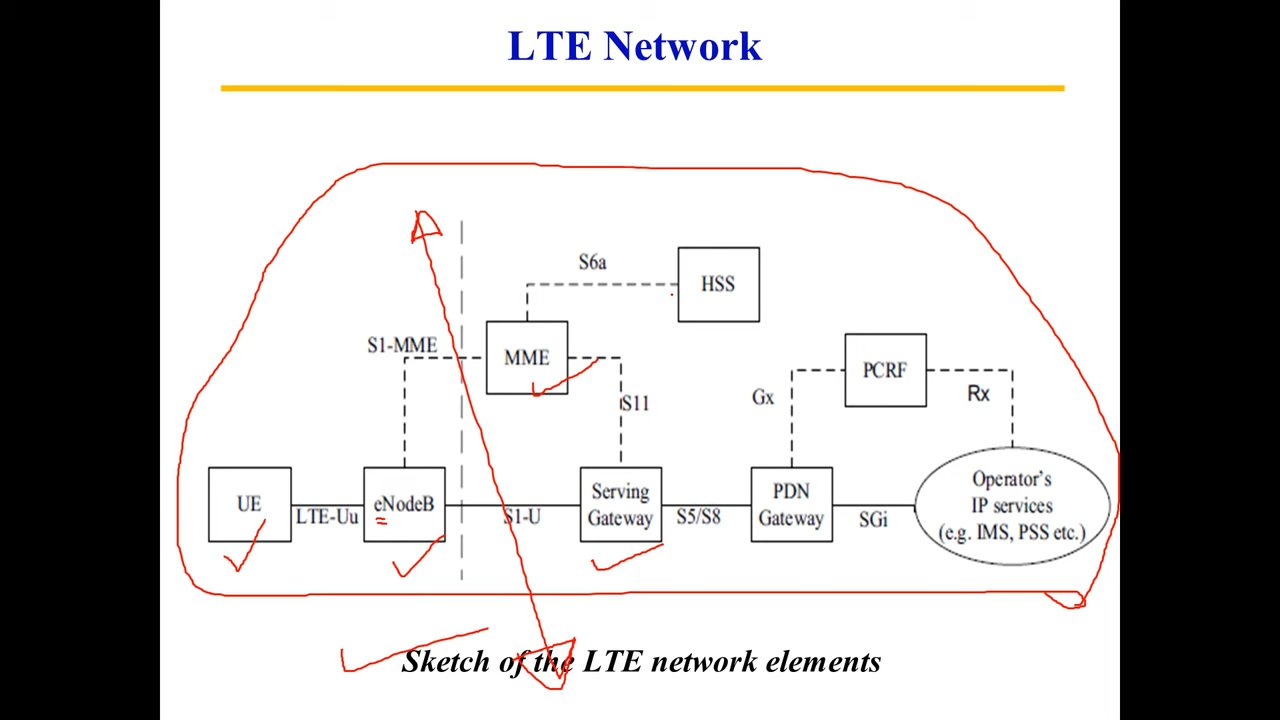 LTE Network
S6a
HSS
S1-MME
MME
PCRF
Gx
Rx
S11
UE
LTE-Uu
eNodeB
S1-U
Serving
Gateway
S5/S8
PDN
Gateway
SGi
Operator's
IP services
(e.g. IMS, PSS etc.)
Sketch of the LTE network elements